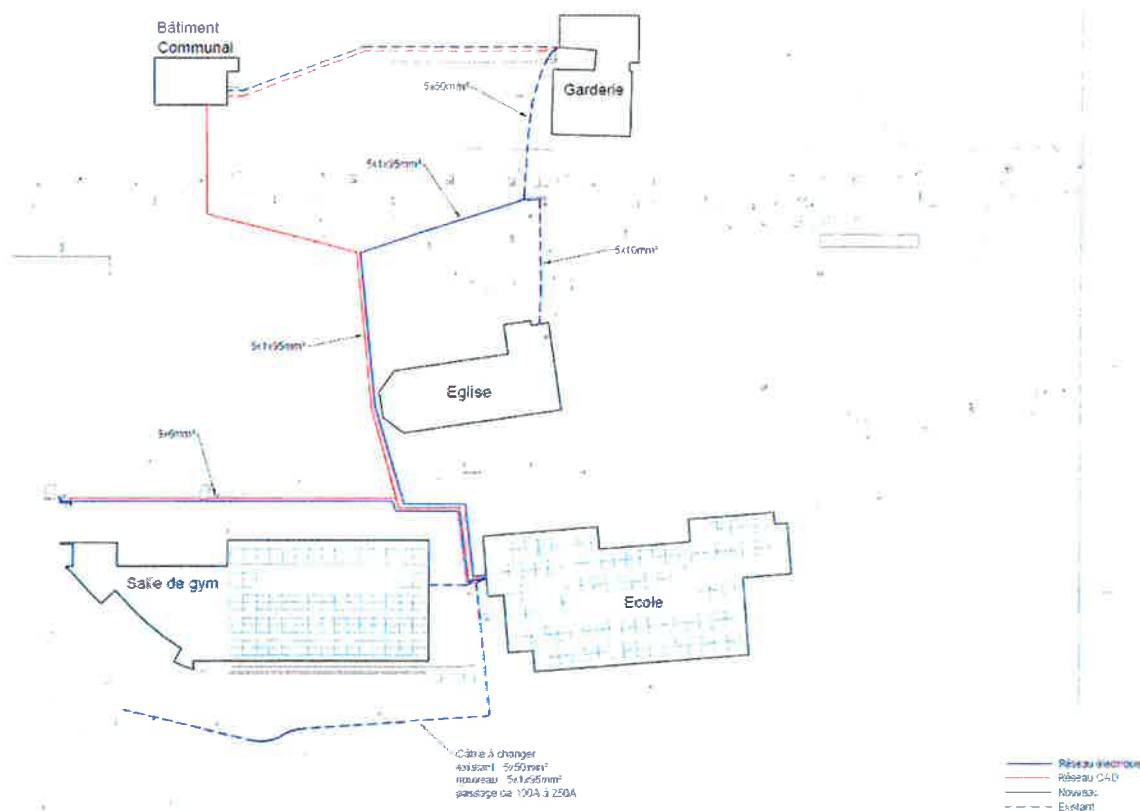 Bâtiment
Communal
Garderie
5x50mm²
5x1x95mm²
5x10mm²
5x1x95mm²
Eglise
Salle de gym
Ecole
Câble à changer
existant : 5x50mm²
nouveau : 5x1x95mm²
passage de 100A à 250A
Réseau électrique
Réseau CAD
Nouveau
Existant